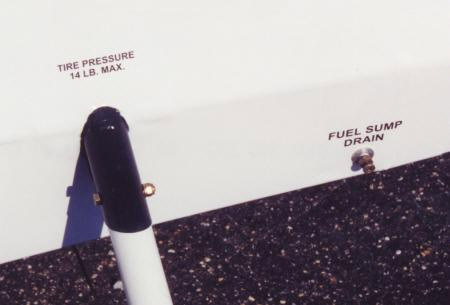 TIRE PRESSURE
14 LB. MAX.
FUEL SUMP
DRAIN